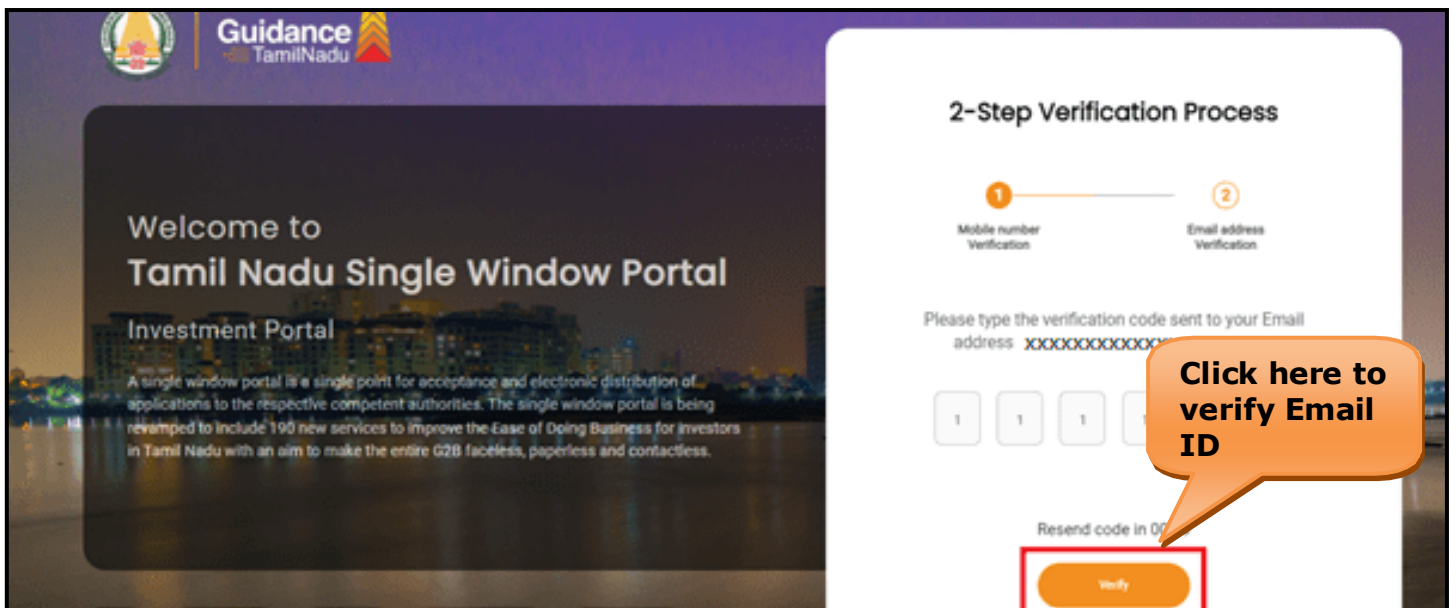 Guidance
TamilNadu
Welcome to
Tamil Nadu Single Window Portal
Investment Portal
A single window portal is a single point for acceptance and electronic distribution of
applications to the respective competent authorities. The single window portal is being
revamped to include 190 new services to improve the Ease of Doing Business for investors
in Tamil Nadu with an aim to make the entire G2B faceless, paperless and contactless.
2-Step Verification Process
1
2
Mobile number
Verification
Email address
Verification
Please type the verification code sent to your Email
address XXXXXXXXXXXXX
1 1 1 1
Click here to
verify Email
ID
Resend code in 00
Verify